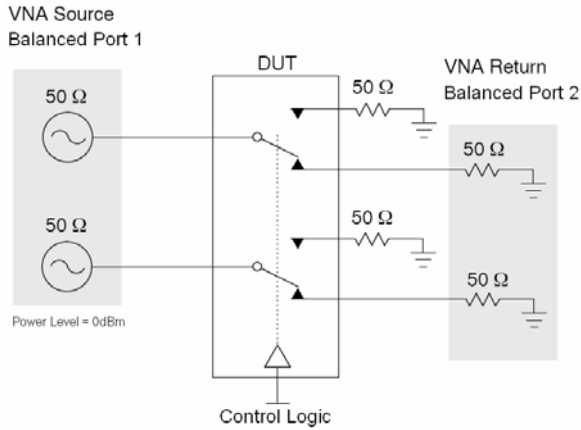 VNA Source
Balanced Port 1
50 Ω
50 Ω
Power Level = 0dBm
DUT
50 Ω
50 Ω
Control Logic
VNA Return
Balanced Port 2
50 Ω
50 Ω